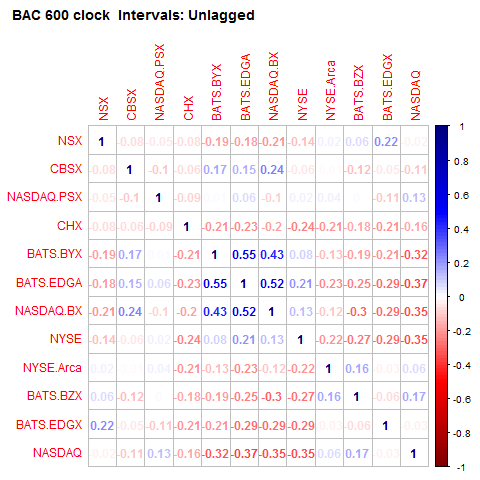 BAC 600 clock Intervals: Unlagged
NSX CBSX NASDAQ.PSX CHX BATS.BYX BATS.EDGA NASDAQ.BX NYSE NYSE.Arca BATS.BZX BATS.EDGX NASDAQ
NSX 1 -0.08 -0.05 -0.08 -0.19 -0.18 -0.21 -0.14 0.02 0.06 0.22 -0.02
CBSX -0.08 1 -0.1 -0.06 0.17 0.15 0.24 -0.06 -0.12 -0.05 -0.11
NASDAQ.PSX -0.05 -0.1 1 -0.09 0.06 -0.1 0.02 0.04 -0.11 0.13
CHX -0.08 -0.06 -0.09 1 -0.21 -0.23 -0.2 -0.24 -0.21 -0.18 -0.21 -0.16
BATS.BYX -0.19 0.17 -0.21 1 0.55 0.43 0.08 -0.13 -0.19 -0.21 -0.32
BATS.EDGA -0.18 0.15 0.06 -0.23 0.55 1 0.52 0.21 -0.23 -0.25 -0.29 -0.37
NASDAQ.BX -0.21 0.24 -0.1 -0.2 0.43 0.52 1 0.13 -0.12 -0.3 -0.29 -0.35
NYSE -0.14 -0.06 0.02 -0.24 0.08 0.21 0.13 1 -0.22 -0.27 -0.29 -0.35
NYSE.Arca 0.02 0.04 -0.21 -0.13 -0.23 -0.12 -0.22 1 0.16 -0.03 0.06
BATS.BZX 0.06 -0.12 -0.18 -0.19 -0.25 -0.3 -0.27 0.16 1 -0.06 0.17
BATS.EDGX 0.22 -0.05 -0.11 -0.21 -0.21 -0.29 -0.29 -0.29 -0.03 -0.06 1 -0.03
NASDAQ -0.02 -0.11 0.13 -0.16 -0.32 -0.37 -0.35 -0.35 0.06 0.17 -0.03 1
1
0.8
0.6
0.4
0.2
0
-0.2
-0.4
-0.6
-0.8
-1